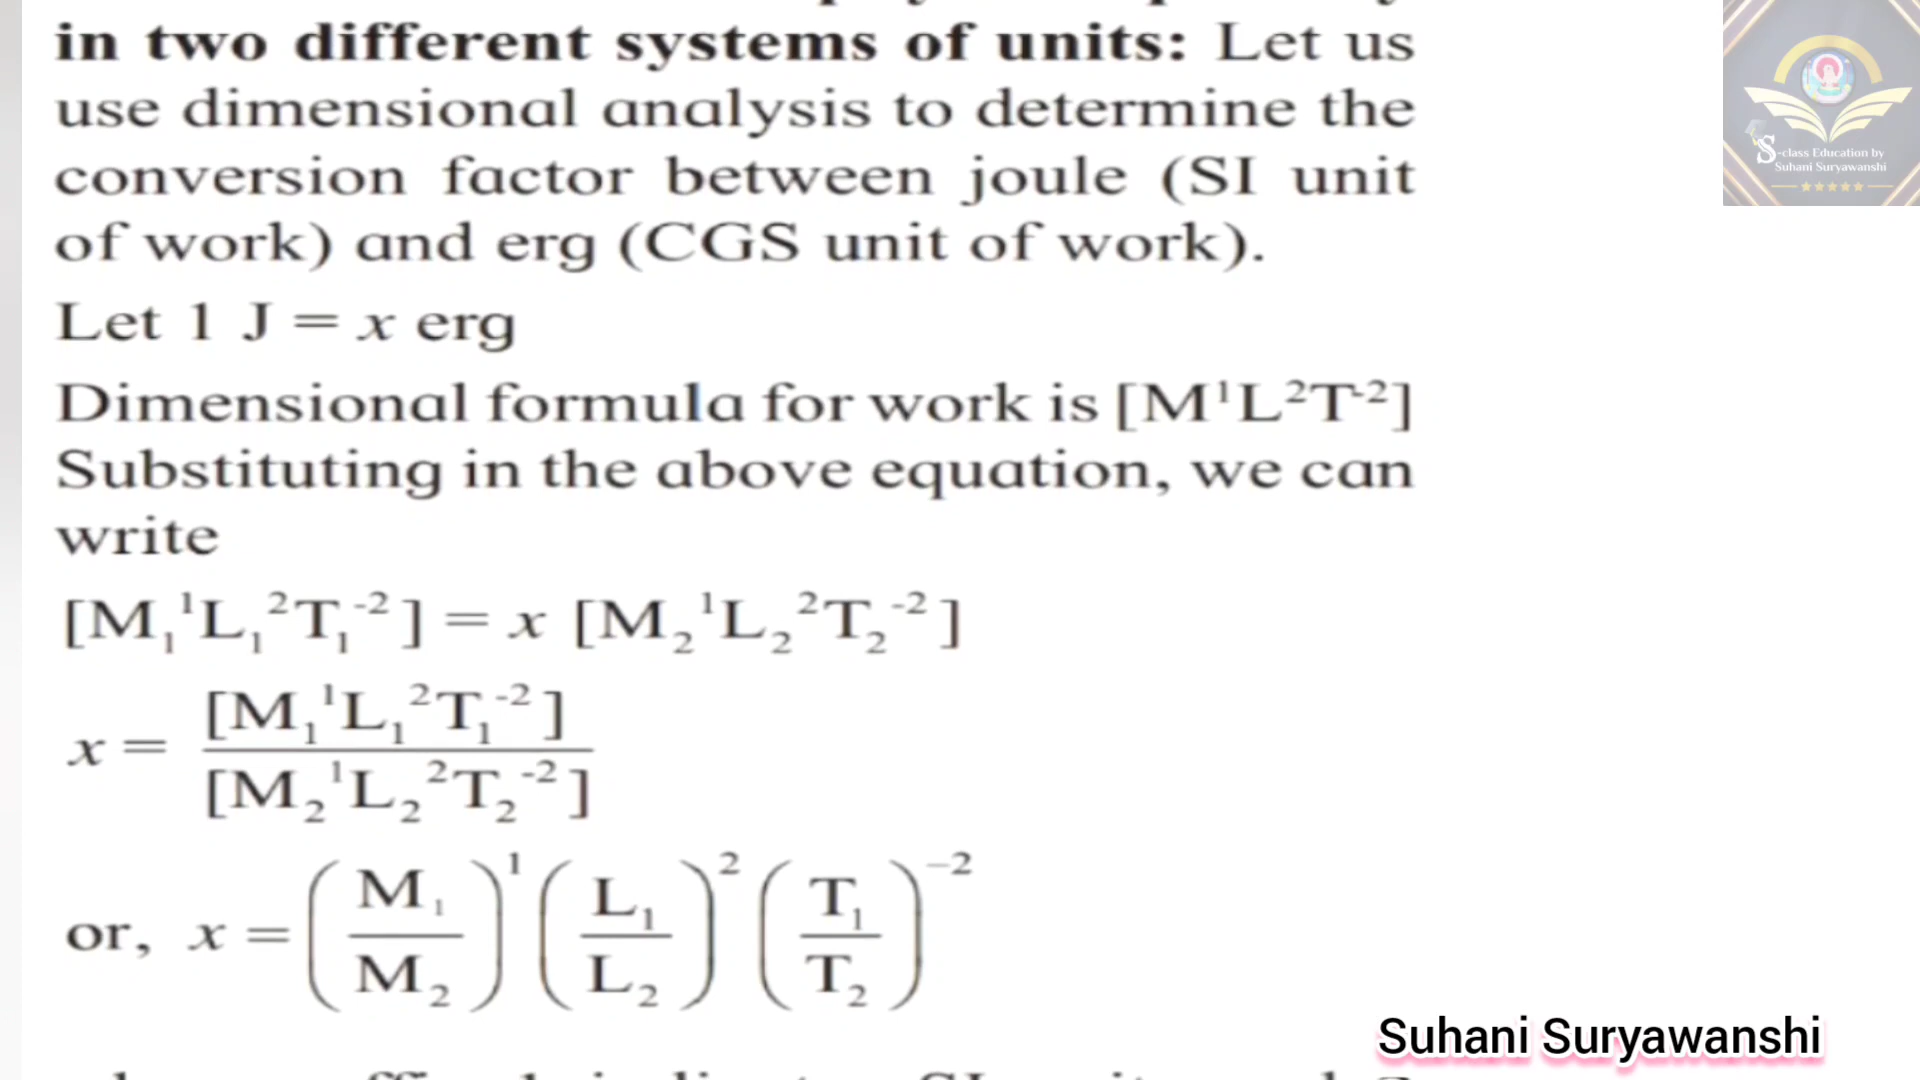 in two different systems of units: Let us
use dimensional analysis to determine the
conversion factor between joule (SI unit
of work) and erg (CGS unit of work).
Let 1 J = x erg
Dimensional formula for work is [M¹L²T⁻²]
Substituting in the above equation, we can
write
[M₁¹L₁²T₁⁻²] = x [M₂¹L₂²T₂⁻²]
x = [M₁¹L₁²T₁⁻²] / [M₂¹L₂²T₂⁻²]
or, x = (M₁/M₂)¹ (L₁/L₂)² (T₁/T₂)⁻²
S-class Education by
Suhani Suryawanshi
Suhani Suryawanshi